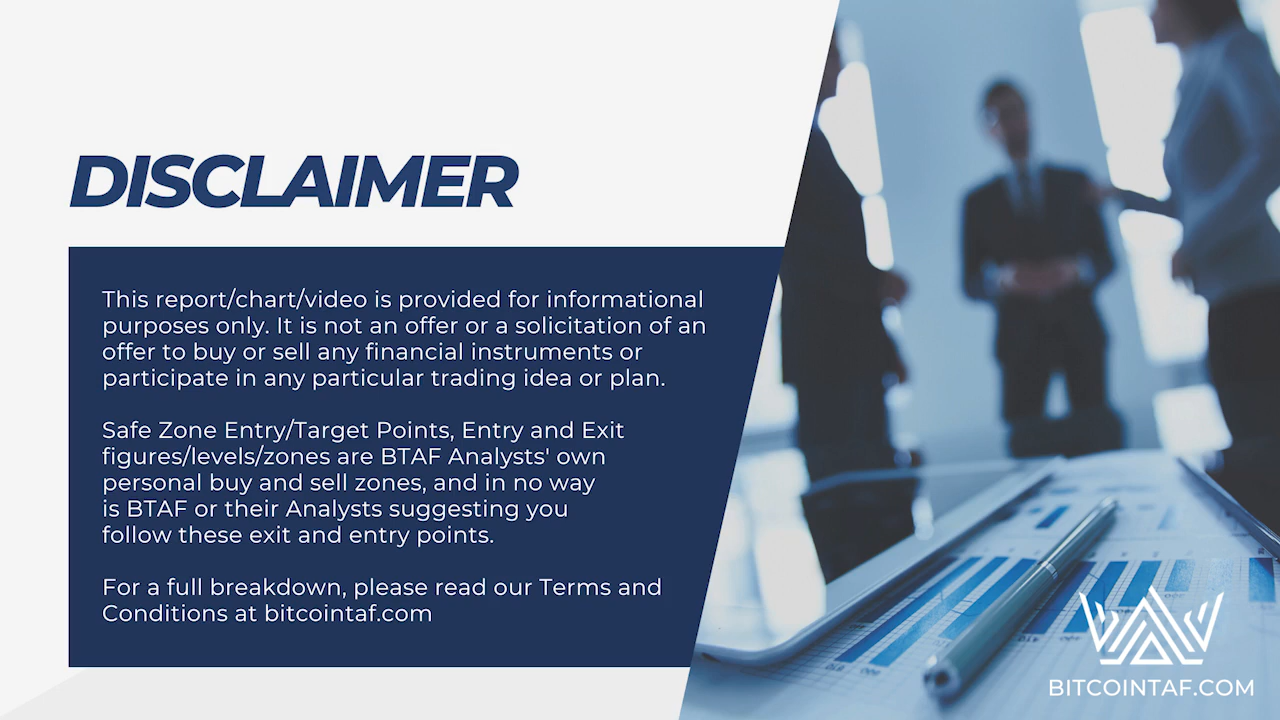 DISCLAIMER
This report/chart/video is provided for informational
purposes only. It is not an offer or a solicitation of an
offer to buy or sell any financial instruments or
participate in any particular trading idea or plan.
Safe Zone Entry/Target Points, Entry and Exit
figures/levels/zones are BTAF Analysts' own
personal buy and sell zones, and in no way
is BTAF or their Analysts suggesting you
follow these exit and entry points.
For a full breakdown, please read our Terms and
Conditions at bitcointaf.com
BITCOINTAF.COM